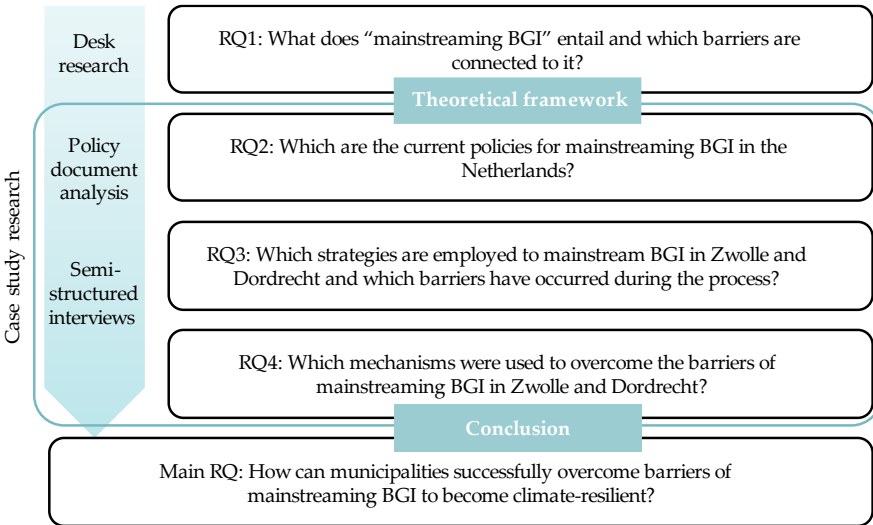 Desk
research
RQ1: What does “mainstreaming BGI” entail and which barriers are
connected to it?
Theoretical framework
Case study research
Policy
document
analysis
RQ2: Which are the current policies for mainstreaming BGI in the
Netherlands?
Semi-
structured
interviews
RQ3: Which strategies are employed to mainstream BGI in Zwolle and
Dordrecht and which barriers have occurred during the process?
RQ4: Which mechanisms were used to overcome the barriers of
mainstreaming BGI in Zwolle and Dordrecht?
Conclusion
Main RQ: How can municipalities successfully overcome barriers of
mainstreaming BGI to become climate-resilient?